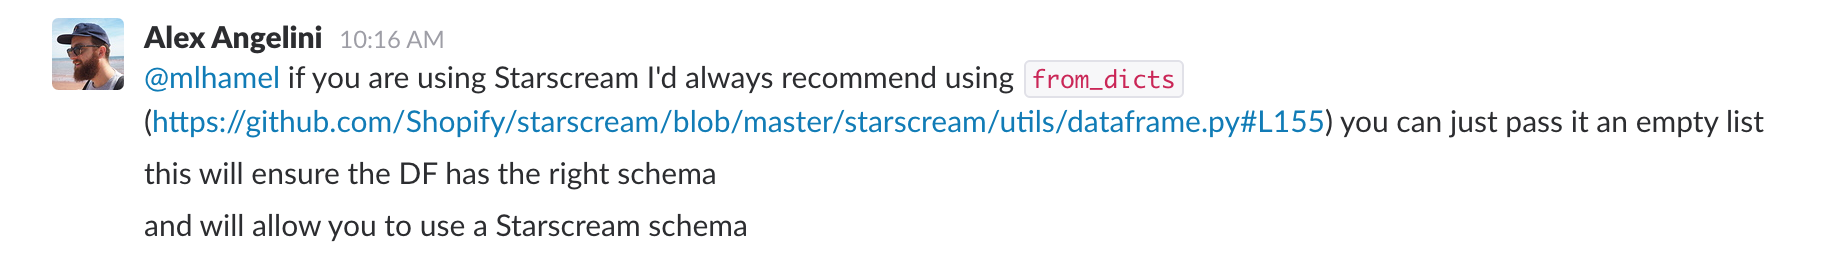 Alex Angelini 10:16 AM
@mlhamel if you are using Starscream I'd always recommend using from_dicts
(https://github.com/Shopify/starscream/blob/master/starscream/utils/dataframe.py#L155) you can just pass it an empty list
this will ensure the DF has the right schema
and will allow you to use a Starscream schema